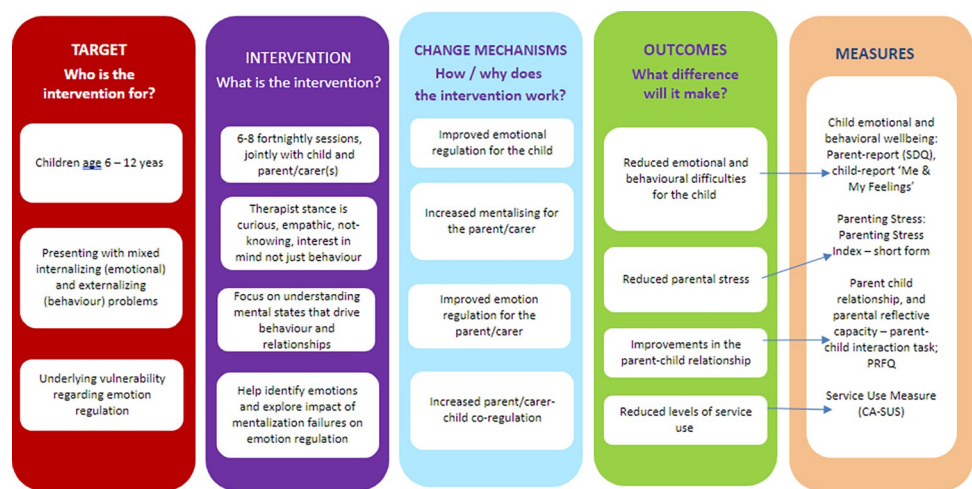 TARGET
Who is the
intervention for?
Children age 6 – 12 yeas
Presenting with mixed
internalizing (emotional)
and externalizing
(behaviour) problems
Underlying vulnerability
regarding emotion
regulation
INTERVENTION
What is the intervention?
6-8 fortnightly sessions,
jointly with child and
parent/carer(s)
Therapist stance is
curious, empathic, not-
knowing, interest in
mind not just behaviour
Focus on understanding
mental states that drive
behaviour and
relationships
Help identify emotions
and explore impact of
mentalization failures on
emotion regulation
CHANGE MECHANISMS
How / why does
the intervention work?
Improved emotional
regulation for the child
Increased mentalising for
the parent/carer
Improved emotion
regulation for the
parent/carer
Increased parent/carer-
child co-regulation
OUTCOMES
What difference
will it make?
Reduced emotional and
behavioural difficulties
for the child
Reduced parental stress
Improvements in the
parent-child relationship
Reduced levels of service
use
MEASURES
Child emotional and
behavioral wellbeing:
Parent-report (SDQ),
child-report ‘Me &
My Feelings’
Parenting Stress:
Parenting Stress
Index – short form
Parent child
relationship, and
parental reflective
capacity – parent-
child interaction task;
PRFQ
Service Use Measure
(CA-SUS)